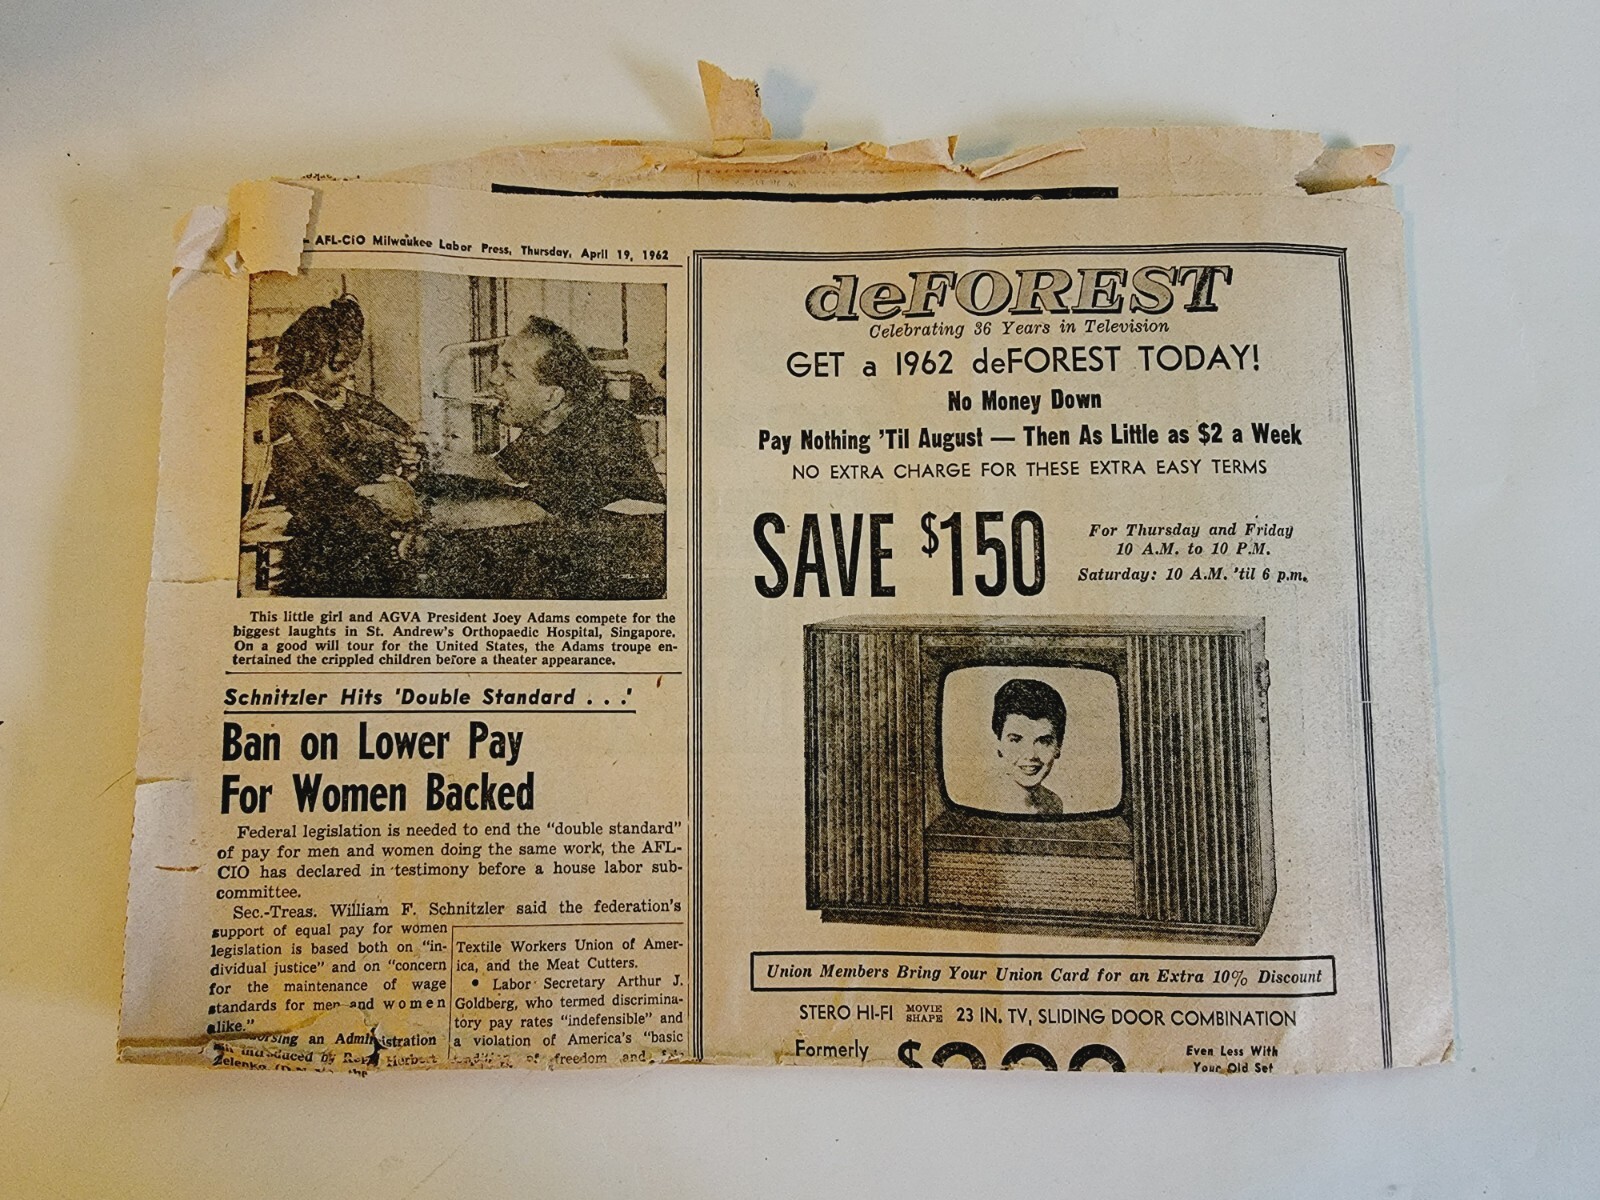 AFL-CIO Milwaukee Labor Press, Thursday, April 19, 1962
This little girl and AGVA President Joey Adams compete for the
biggest laughts in St. Andrew's Orthopaedic Hospital, Singapore.
On a good will tour for the United States, the Adams troupe en-
tertained the crippled children before a theater appearance.
Schnitzler Hits 'Double Standard . . .'
Ban on Lower Pay
For Women Backed
Federal legislation is needed to end the "double standard"
of pay for men and women doing the same work, the AFL-
CIO has declared in testimony before a house labor sub-
committee.
Sec.-Treas. William F. Schnitzler said the federation's
support of equal pay for women
legislation is based both on "in-
dividual justice" and on "concern
for the maintenance of wage
standards for men and women
alike."
an Administration
introduced by Rep. Herbert
Zelenko the
Textile Workers Union of Amer-
ica, and the Meat Cutters.
• Labor Secretary Arthur J.
Goldberg, who termed discrimina-
tory pay rates "indefensible" and
a violation of America's "basic
of freedom and
deFOREST
Celebrating 36 Years in Television
GET a 1962 deFOREST TODAY!
No Money Down
Pay Nothing 'Til August — Then As Little as $2 a Week
NO EXTRA CHARGE FOR THESE EXTRA EASY TERMS
SAVE $150
For Thursday and Friday
10 A.M. to 10 P.M.
Saturday: 10 A.M. 'til 6 p.m.
Union Members Bring Your Union Card for an Extra 10% Discount
STERO HI-FI MOVIE SHAPE 23 IN. TV, SLIDING DOOR COMBINATION
Formerly
$
Even Less With
Your Old Set